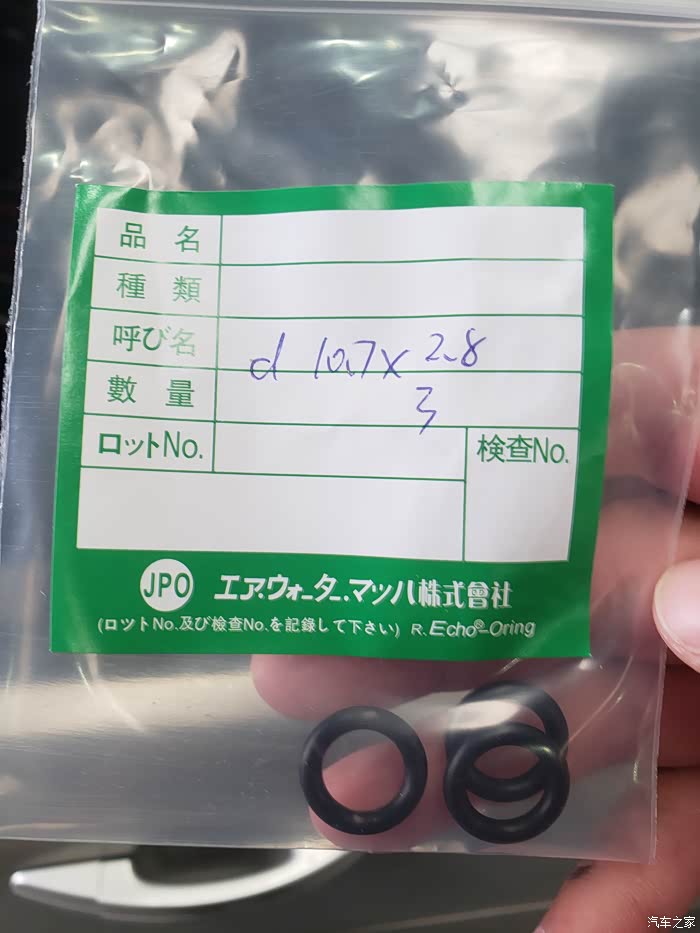 品名
種類
呼び名 d 10.7 x 2.8
數量 3
ロットNo. 検査No.
JPO エア.ウォーター.マッハ株式會社
(ロットNo.及び検査No.を記録して下さい) R.Echo®-Oring
汽车之家